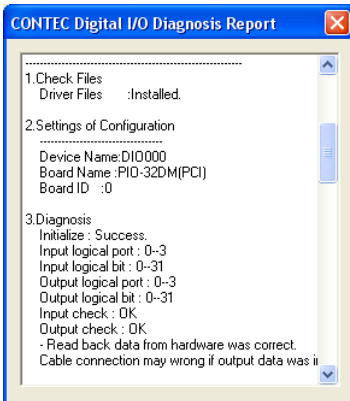 CONTEC Digital I/O Diagnosis Report
------------------------------------------------------------
1.Check Files
Driver Files :Installed.
2.Settings of Configuration
----------------------------------------
Device Name:DIO000
Board Name :PIO-32DM(PCI)
Board ID :0
3.Diagnosis
Initialize : Success.
Input logical port : 0--3
Input logical bit : 0--31
Output logical port : 0--3
Output logical bit : 0--31
Input check : OK
Output check : OK
- Read back data from hardware was correct.
Cable connection may wrong if output data was